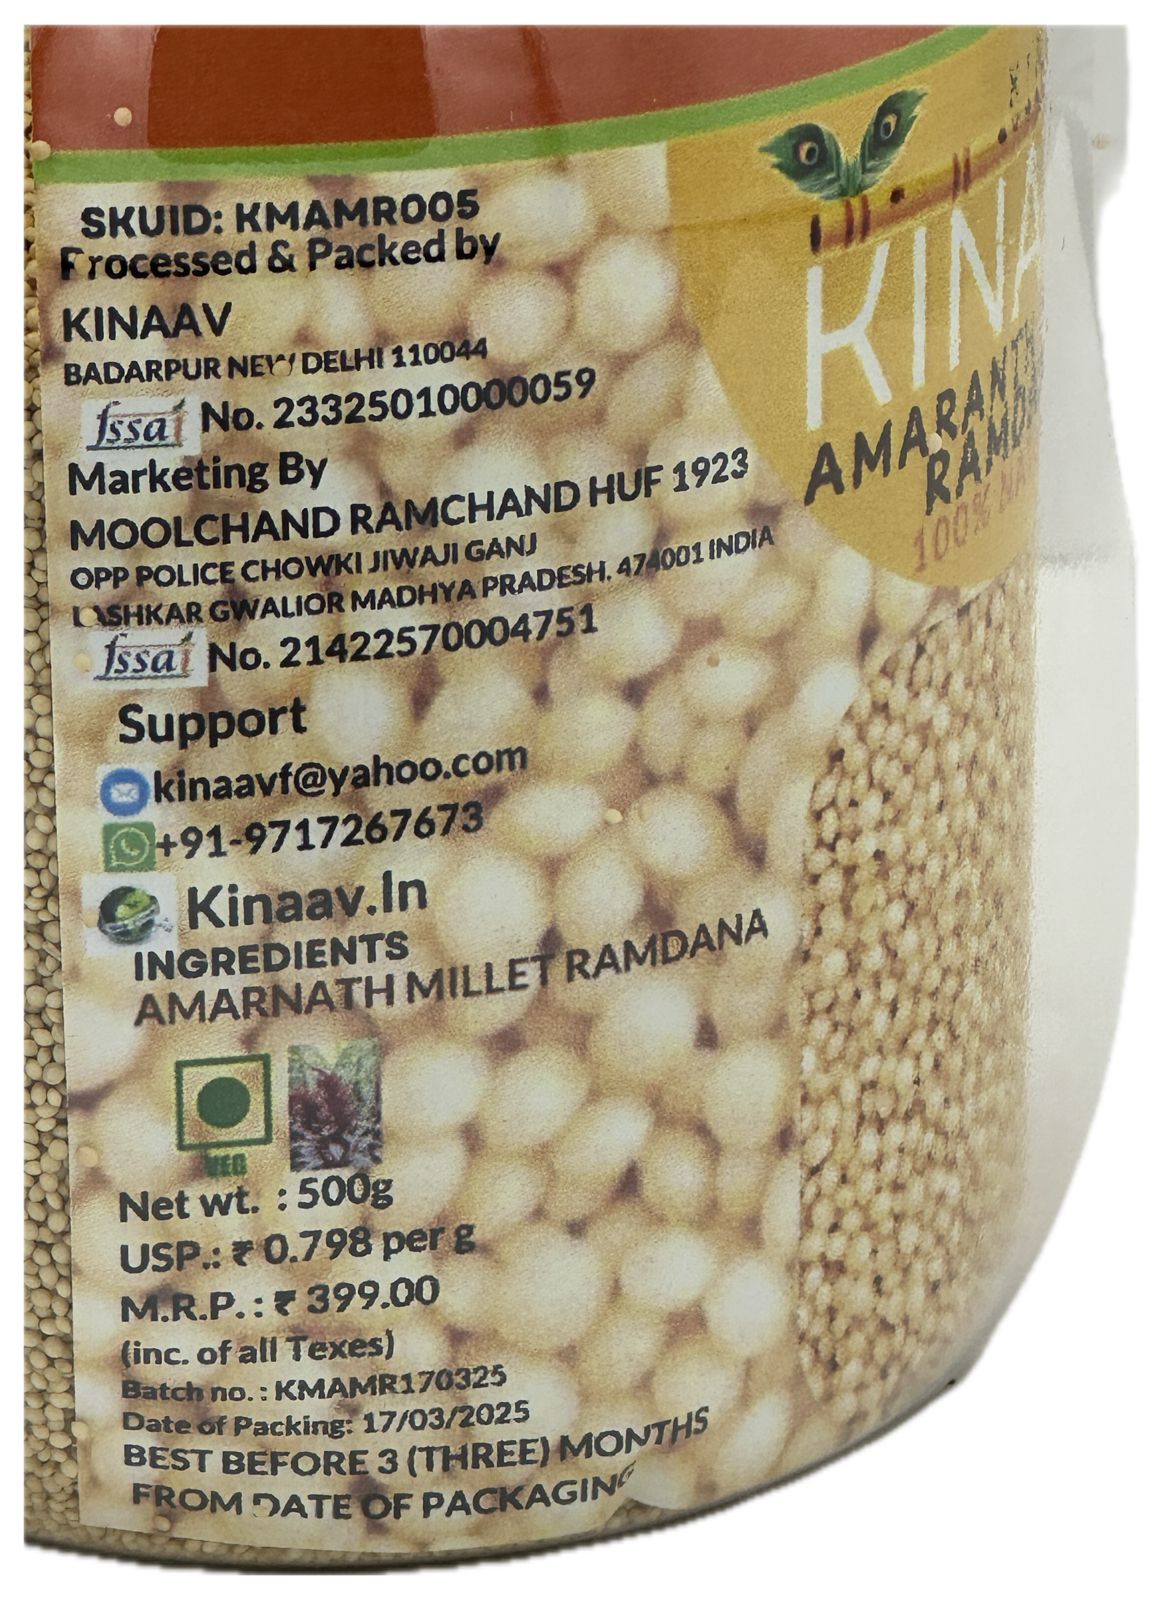 SKUID: KMAMR005
Processed & Packed by
KINAAV
BADARPUR NEW DELHI 110044
fssai No. 23325010000059
Marketing By
MOOLCHAND RAMCHAND HUF 1923
OPP POLICE CHOWKI JIWAJI GANJ
LASHKAR GWALIOR MADHYA PRADESH. 474001 INDIA
fssai No. 21422570004751
Support
kinaavf@yahoo.com
+91-9717267673
Kinaav.In
INGREDIENTS
AMARNATH MILLET RAMDANA
VEG
Net wt. : 500g
USP.: ₹ 0.798 per g
M.R.P. : ₹ 399.00
(inc. of all Texes)
Batch no. : KMAMR170325
Date of Packing: 17/03/2025
BEST BEFORE 3 (THREE) MONTHS
FROM DATE OF PACKAGING
KINA
AMARANT
RAMD
100%